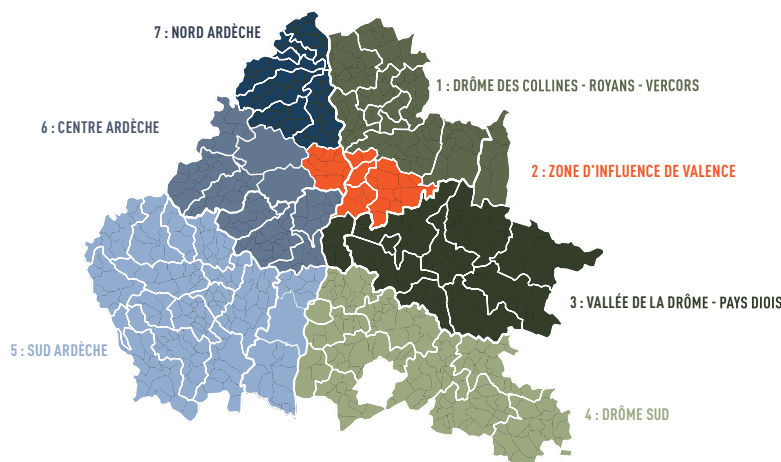 7 : NORD ARDÈCHE
1 : DRÔME DES COLLINES - ROYANS - VERCORS
6 : CENTRE ARDÈCHE
2 : ZONE D'INFLUENCE DE VALENCE
3 : VALLÉE DE LA DRÔME - PAYS DIOIS
5 : SUD ARDÈCHE
4 : DRÔME SUD